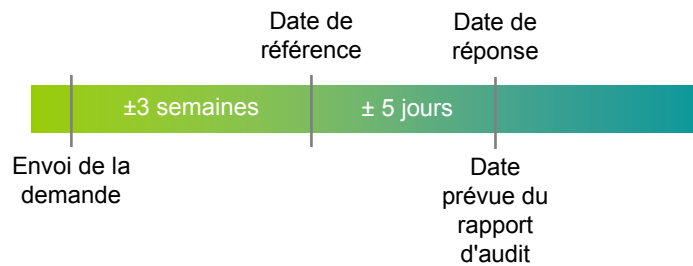 Date de
référence
Date de
réponse
±3 semaines
± 5 jours
Envoi de la
demande
Date
prévue du
rapport
d'audit